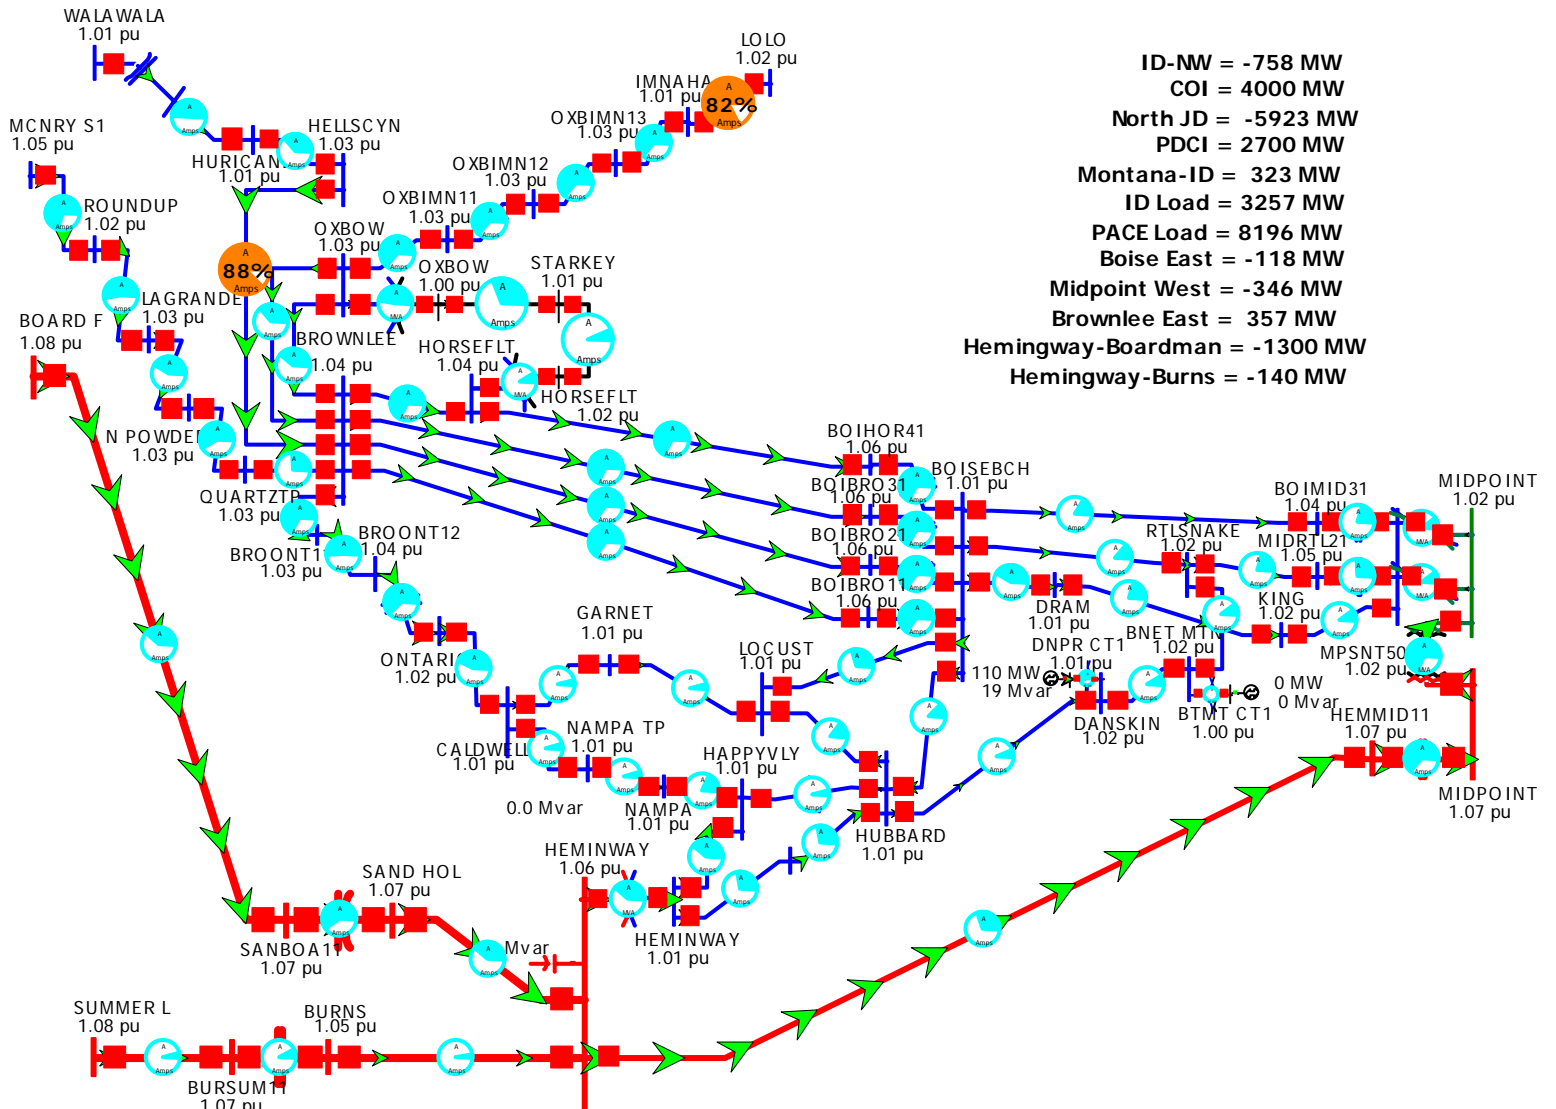 WALAWALA
1.01 pu
LOLO
1.02 pu
IMNAHA
1.01 pu
82%
A
Amps
ID-NW = -758 MW
COI = 4000 MW
North JD = -5923 MW
PDCI = 2700 MW
Montana-ID = 323 MW
ID Load = 3257 MW
PACE Load = 8196 MW
Boise East = -118 MW
Midpoint West = -346 MW
Brownlee East = 357 MW
Hemingway-Boardman = -1300 MW
Hemingway-Burns = -140 MW
MCNRY S1
1.05 pu
HELLSCYN
1.03 pu
HURICAN
1.01 pu
OXBIMN13
1.03 pu
OXBIMN12
1.03 pu
OXBIMN11
1.03 pu
ROUNDUP
1.02 pu
OXBOW
1.03 pu
A
88%
Amps
OXBOW
1.00 pu
STARKEY
1.01 pu
LAGRANDE
1.03 pu
BOARD F
1.08 pu
BROWNLEE
1.04 pu
HORSEFLT
1.04 pu
HORSEFLT
1.02 pu
N POWDER
1.03 pu
QUARTZTP
1.03 pu
BROONT1
1.03 pu
BROONT12
1.04 pu
BOIHOR41
1.06 pu
BOISEBCH
1.01 pu
BOIBRO31
1.06 pu
BOIBRO21
1.06 pu
BOIBRO11
1.06 pu
BOIMID31
1.04 pu
MIDPOINT
1.02 pu
RTLSNAKE
1.02 pu
MIDRTL21
1.05 pu
KING
1.02 pu
DRAM
1.01 pu
GARNET
1.01 pu
ONTARIO
1.02 pu
LOCUST
1.01 pu
110 MW
19 Mvar
DNPR CT1
1.01 pu
BNET MTN
1.02 pu
MPSNT50
1.02 pu
0 MW
0 Mvar
DANSKIN
1.02 pu
BTMT CT1
1.00 pu
HEMMID11
1.07 pu
MIDPOINT
1.07 pu
CALDWELL
1.01 pu
NAMPA TP
1.01 pu
HAPPYVLY
1.01 pu
0.0 Mvar
NAMPA
1.01 pu
HUBBARD
1.01 pu
HEMINWAY
1.06 pu
SAND HOL
1.07 pu
SANBOA11
1.07 pu
Mvar
HEMINWAY
1.01 pu
SUMMER L
1.08 pu
BURNS
1.05 pu
BURSUM11
1.07 pu